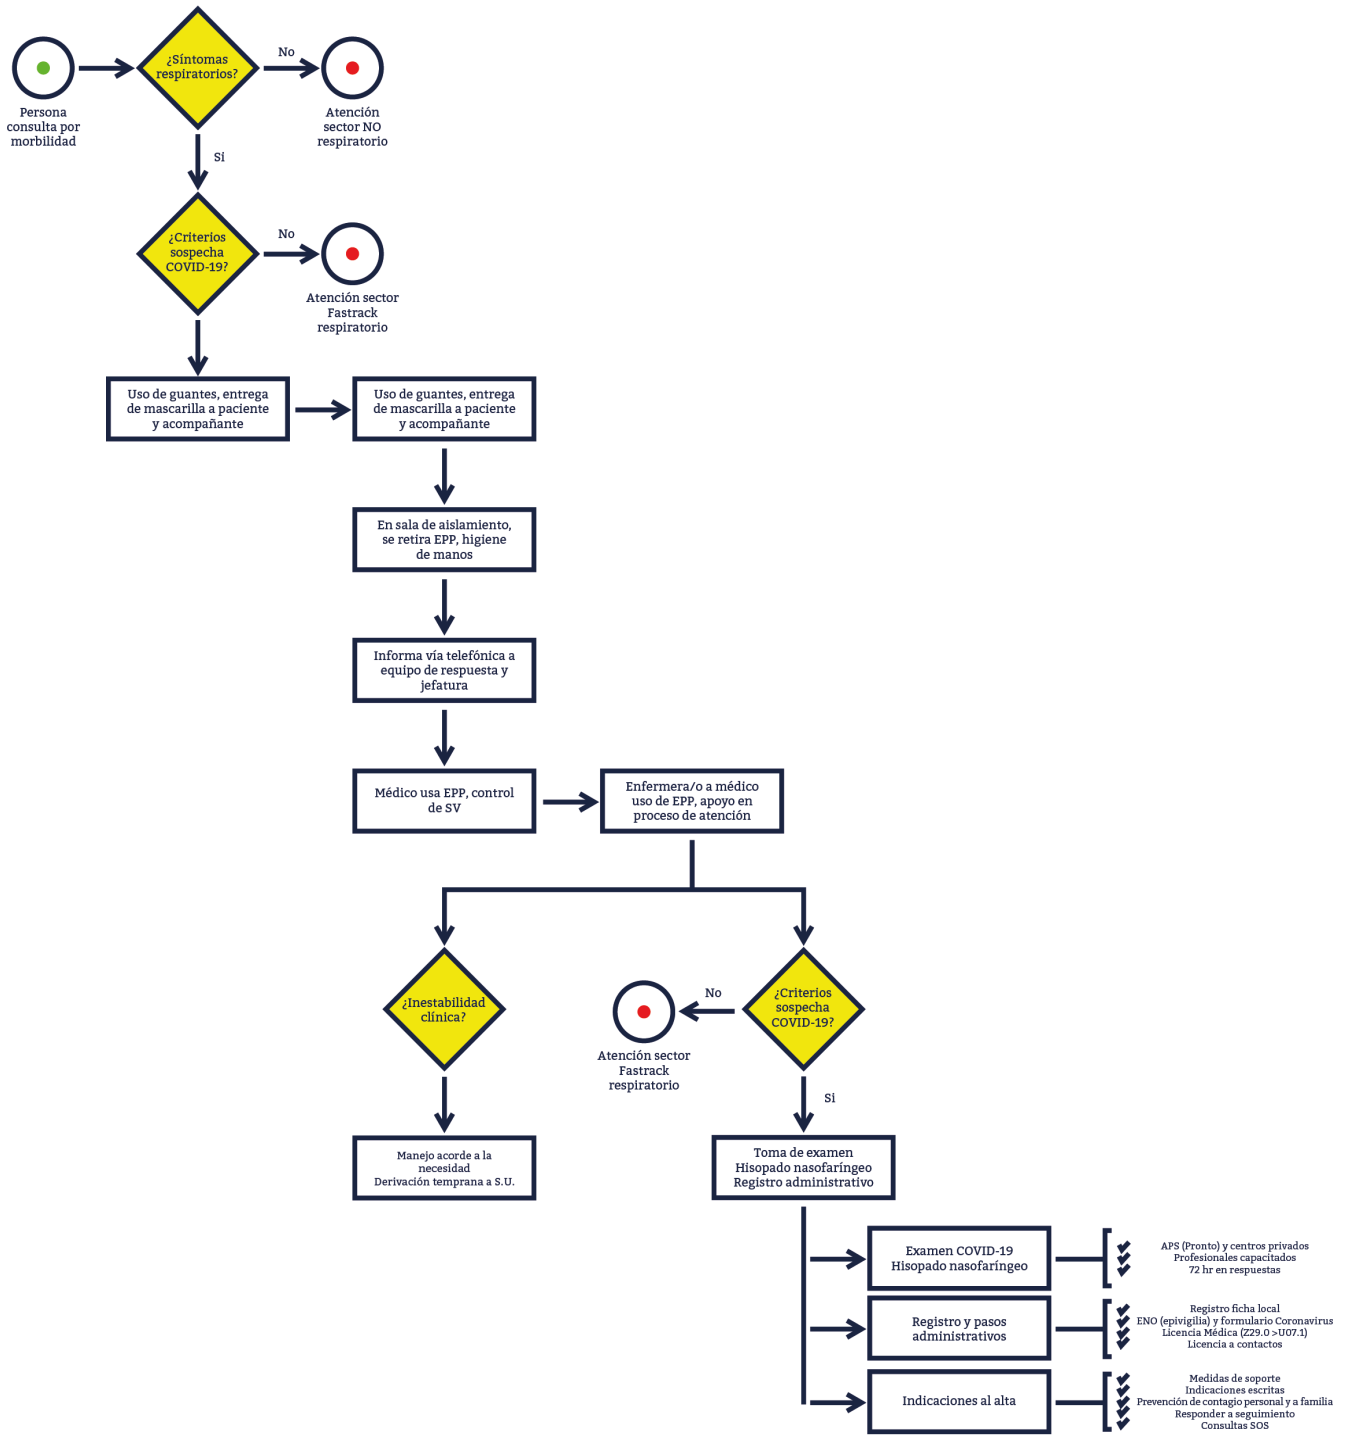 ¿Síntomas
respiratorios?
No
Persona
consulta por
morbilidad
Atención
sector NO
respiratorio
Si
¿Criterios
sospecha
COVID-19?
No
Atención sector
Fastrack
respiratorio
Uso de guantes, entrega
de mascarilla a paciente
y acompañante
Uso de guantes, entrega
de mascarilla a paciente
y acompañante
En sala de aislamiento,
se retira EPP, higiene
de manos
Informa vía telefónica a
equipo de respuesta y
jefatura
Médico usa EPP, control
de SV
Enfermera/o a médico
uso de EPP, apoyo en
proceso de atención
¿Inestabilidad
clínica?
No
¿Criterios
sospecha
COVID-19?
Atención sector
Fastrack
respiratorio
Si
Manejo acorde a la
necesidad
Derivación temprana a S.U.
Toma de examen
Hisopado nasofaríngeo
Registro administrativo
Examen COVID-19
Hisopado nasofaríngeo
APS (Pronto) y centros privados
Profesionales capacitados
72 hr en respuestas
Registro y pasos
administrativos
Registro ficha local
ENO (epivigilia) y formulario Coronavirus
Licencia Médica (Z29.0 >U07.1)
Licencia a contactos
Indicaciones al alta
Medidas de soporte
Indicaciones escritas
Prevención de contagio personal y a familia
Responder a seguimiento
Consultas SOS